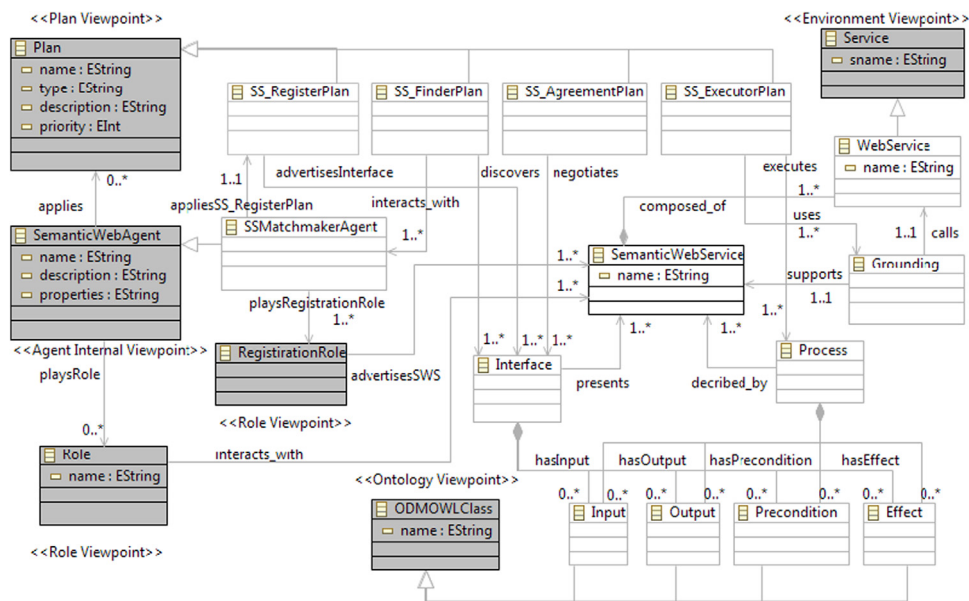 <<Plan Viewpoint>>
<<Environment Viewpoint>>
Plan
name : EString
type : EString
description : EString
priority : EInt
Service
sname : EString
SS_RegisterPlan
SS_FinderPlan
SS_AgreementPlan
SS_ExecutorPlan
WebService
name : EString
0..*
1..1
advertisesInterface
discovers
negotiates
executes
applies
appliesSS_RegisterPlan
interacts_with
composed_of
1..*
uses
1..*
1..1
calls
SemanticWebAgent
name : EString
description : EString
properties : EString
SSMatchmakerAgent
1..*
SemanticWebService
name : EString
1..*
1..*
Grounding
supports
1..1
playsRegistrationRole
1..*
<<Agent Internal Viewpoint>>
playsRole
RegistirationRole
advertisesSWS
<<Role Viewpoint>>
1..*
1..*
1..*
Interface
presents
1..*
1..*
decribed_by
1..*
Process
0..*
Role
name : EString
<<Role Viewpoint>>
interacts_with
hasInput
hasOutput
hasPrecondition
hasEffect
<<Ontology Viewpoint>>
ODMOWLClass
name : EString
0..*
0..*
0..*
0..*
0..*
0..*
0..*
0..*
Input
Output
Precondition
Effect